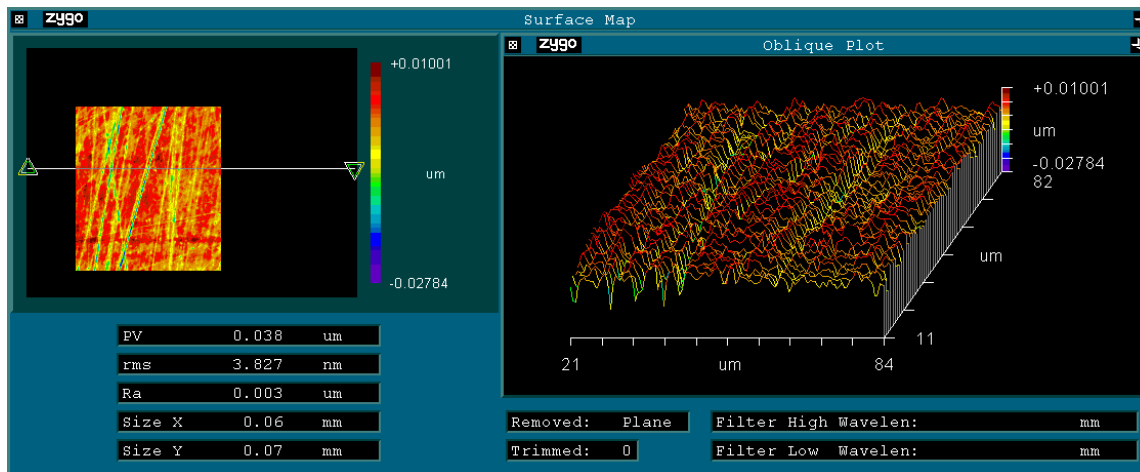 zygo Surface Map
+0.01001
um
-0.02784
PV 0.038 um
rms 3.827 nm
Ra 0.003 um
Size X 0.06 mm
Size Y 0.07 mm
zygo Oblique Plot
+0.01001
um
-0.02784
82
um
11
21 um 84
Removed: Plane
Trimmed: 0
Filter High Wavelen: mm
Filter Low Wavelen: mm